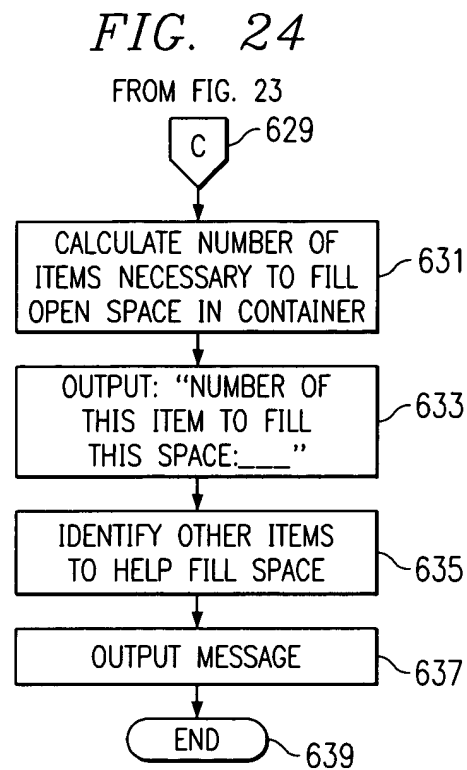 FIG. 24
FROM FIG. 23
C
629
CALCULATE NUMBER OF
ITEMS NECESSARY TO FILL
OPEN SPACE IN CONTAINER
631
OUTPUT: “NUMBER OF
THIS ITEM TO FILL
THIS SPACE:___”
633
IDENTIFY OTHER ITEMS
TO HELP FILL SPACE
635
OUTPUT MESSAGE
637
END
639